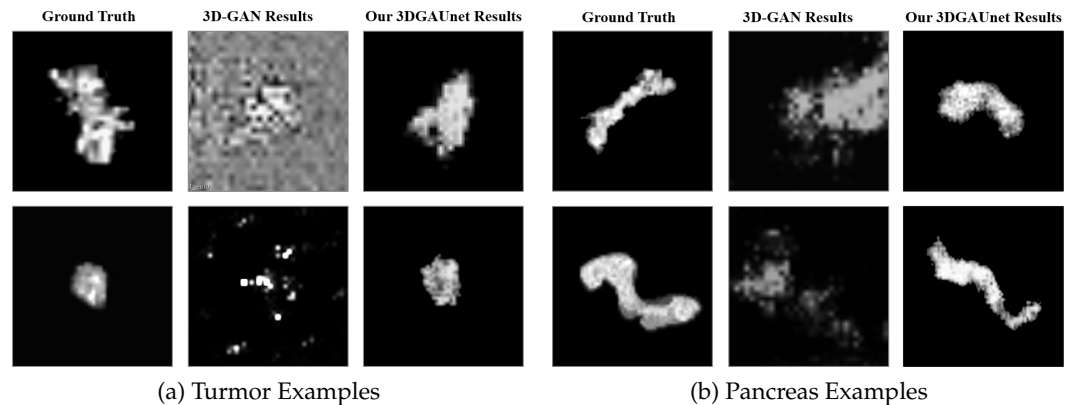 Ground Truth 3D-GAN Results Our 3DGAUnet Results Ground Truth 3D-GAN Results Our 3DGAUnet Results
(a) Turmor Examples (b) Pancreas Examples